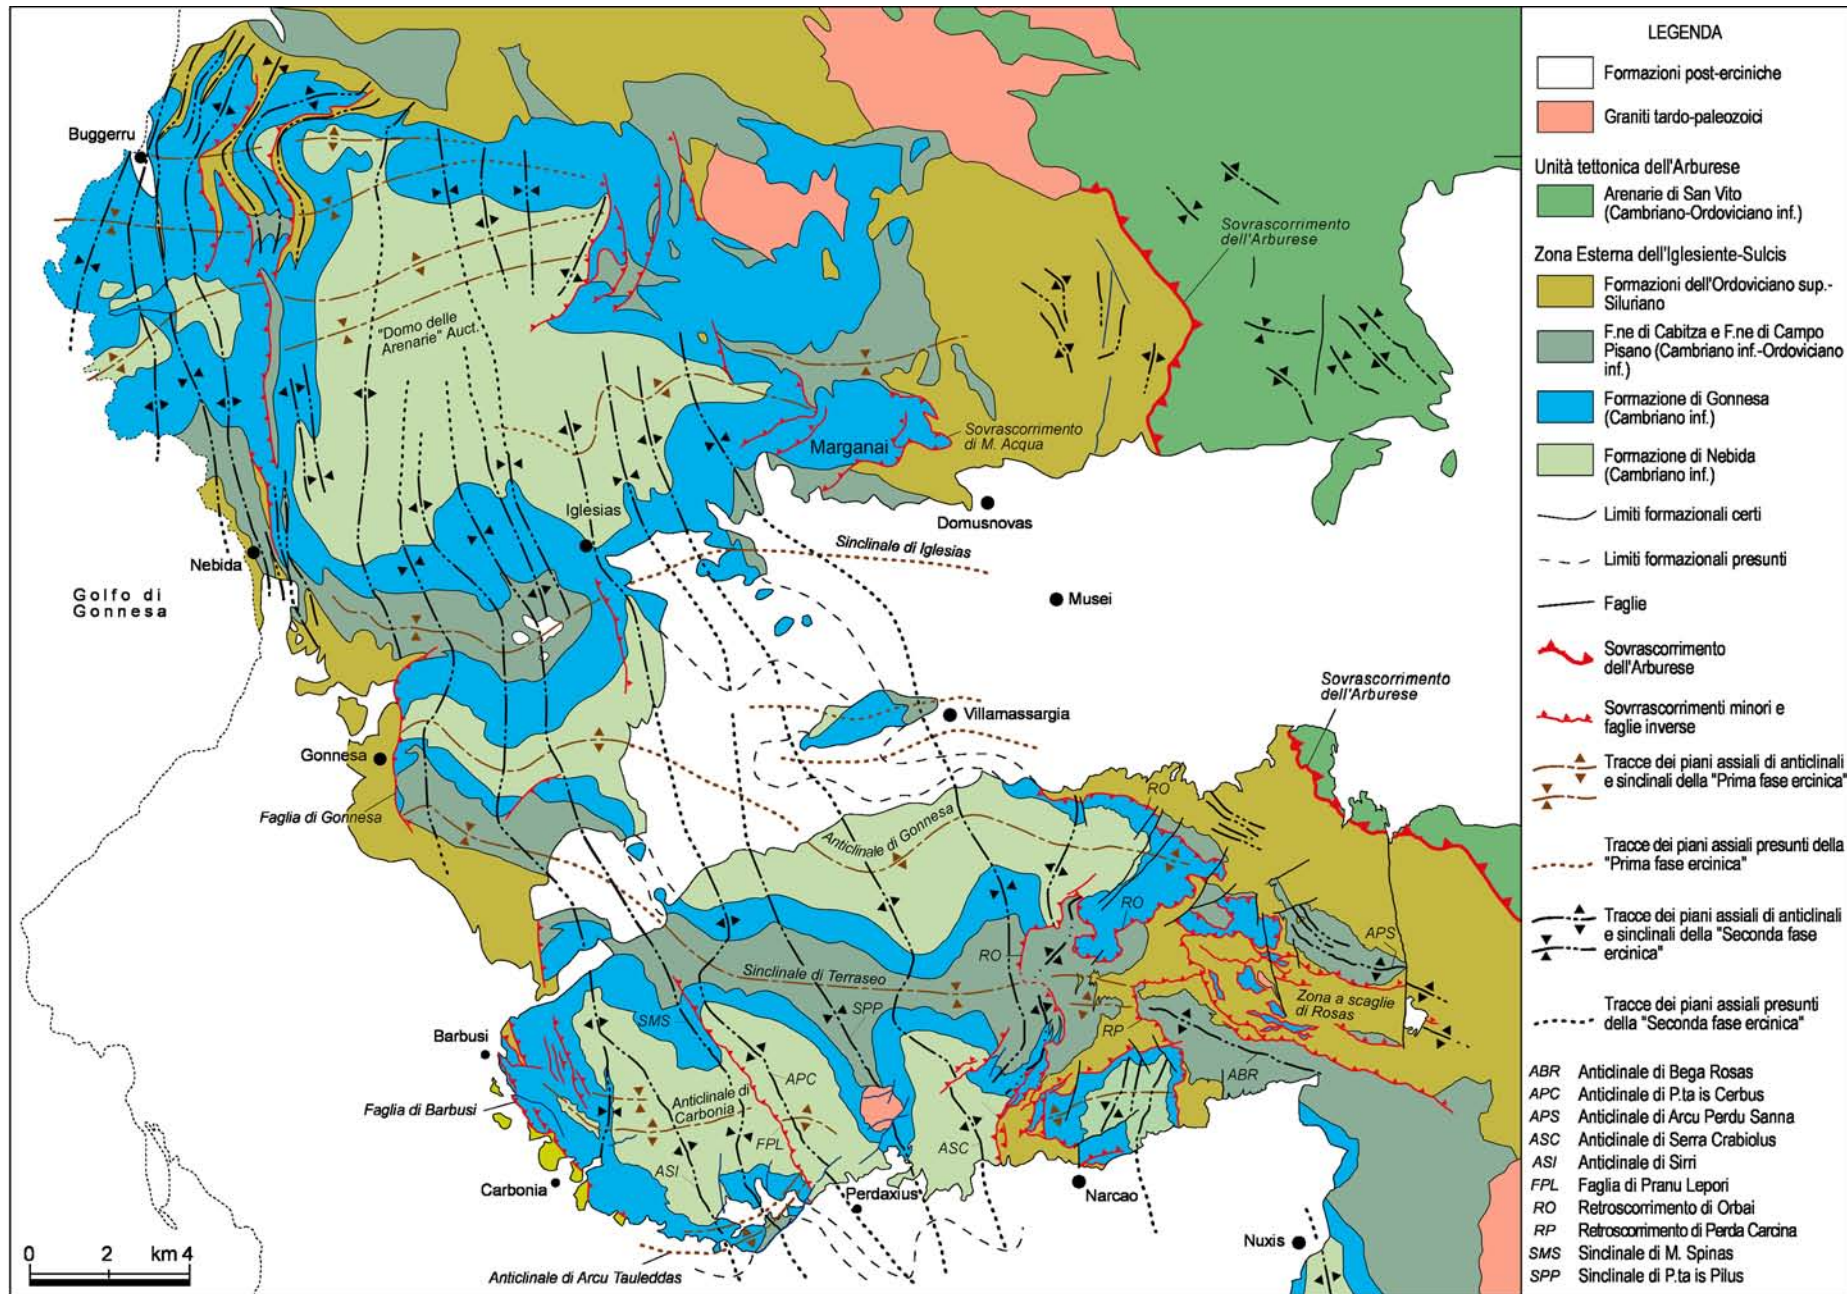 Buggerru
"Domo delle
Arenarie" Auct.
Sovrascorrimento
dell'Arburese
Marganai
Sovrascorrimento
di M. Acqua
Iglesias
Domusnovas
Nebida
Sinclinale di Iglesias
Golfo di
Gonnesa
Musei
Sovrascorrimento
dell'Arburese
Villamassargia
Gonnesa
Faglia di Gonnesa
Anticlinale di Gonnesa
RO
RO
RO
APS
Sinclinale di Terraseo
Zona a scaglie
di Rosas
SPP
SMS
RP
Barbusi
APC
ABR
Faglia di Barbusi
Anticlinale di
Carbonia
FPL
ASC
ASI
Carbonia
Perdaxius
Narcao
Nuxis
Anticlinale di Arcu Tauleddas
0 2 km 4
LEGENDA
Formazioni post-erciniche
Graniti tardo-paleozoici
Unità tettonica dell'Arburese
Arenarie di San Vito
(Cambriano-Ordoviciano inf.)
Zona Esterna dell'Iglesiente-Sulcis
Formazioni dell'Ordoviciano sup.-
Siluriano
F.ne di Cabitza e F.ne di Campo
Pisano (Cambriano inf.-Ordoviciano
inf.)
Formazione di Gonnesa
(Cambriano inf.)
Formazione di Nebida
(Cambriano inf.)
Limiti formazionali certi
Limiti formazionali presunti
Faglie
Sovrascorrimento
dell'Arburese
Sovrrascorrimenti minori e
faglie inverse
Tracce dei piani assiali di anticlinali
e sinclinali della "Prima fase ercinica"
Tracce dei piani assiali presunti della
"Prima fase ercinica"
Tracce dei piani assiali di anticlinali
e sinclinali della "Seconda fase
ercinica"
Tracce dei piani assiali presunti
della "Seconda fase ercinica"
ABR Anticlinale di Bega Rosas
APC Anticlinale di P.ta is Cerbus
APS Anticlinale di Arcu Perdu Sanna
ASC Anticlinale di Serra Crabiolus
ASI Anticlinale di Sirri
FPL Faglia di Pranu Lepori
RO Retroscorrimento di Orbai
RP Retroscorrimento di Perda Carcina
SMS Sinclinale di M. Spinas
SPP Sinclinale di P.ta is Pilus